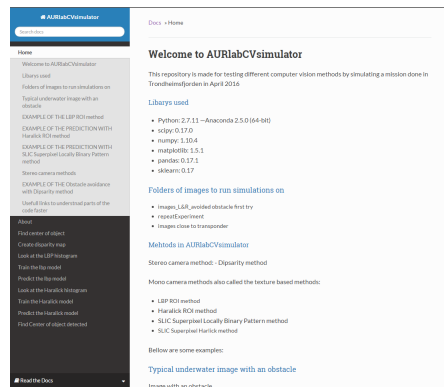 AURlabCVsimulator
Search docs
Home
Welcome to AURlabCVsimulator
Libarys used
Folders of images to run simulations on
Typical underwater image with an
obstacle
EXAMPLE OF THE LBP ROI method
EXAMPLE OF THE PREDICTION WITH
Haralick ROI method
EXAMPLE OF THE PREDICTION WITH
SLIC Superpixel Locally Binary Pattern
method
Stereo camera methods
EXAMPLE OF THE Obstacle avoidance
with Disparity method
Usefull links to understnad parts of the
code faster
About
Find center of object
Create disparity map
Look at the LBP histogram
Train the lbp model
Predict the lbp model
Look at the Haralick histogram
Train the Haralick model
Predict the Haralick model
Find Center of object detected
Read the Docs
Docs » Home
Welcome to AURlabCVsimulator
This repository is made for testing different computer vision methods by simulating a mission done in
Trondheimsfjorden in April 2016
Libarys used
Python: 2.7.11 —Anaconda 2.5.0 (64-bit)
scipy: 0.17.0
numpy: 1.10.4
matplotlib: 1.5.1
pandas: 0.17.1
sklearn: 0.17
Folders of images to run simulations on
images_L&R_avoided obstacle first try
repeatExperiment
images close to transponder
Mehtods in AURlabCVsimulator
Stereo camera method: - Dipsarity method
Mono camera methods also called the texture based methods:
LBP ROI method
Haralick ROI method
SLIC Superpixel Locally Binary Pattern method
SLIC Superpixel Harlick method
Bellow are some examples:
Typical underwater image with an obstacle
Image with an obstacle